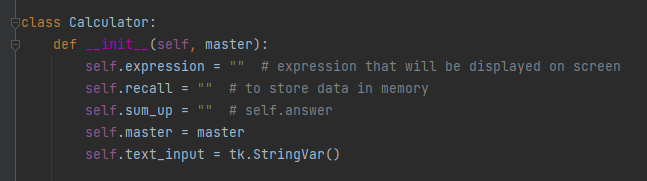 class Calculator:
    def __init__(self, master):
        self.expression = ""  # expression that will be displayed on screen
        self.recall = ""  # to store data in memory
        self.sum_up = ""  # self.answer
        self.master = master
        self.text_input = tk.StringVar()